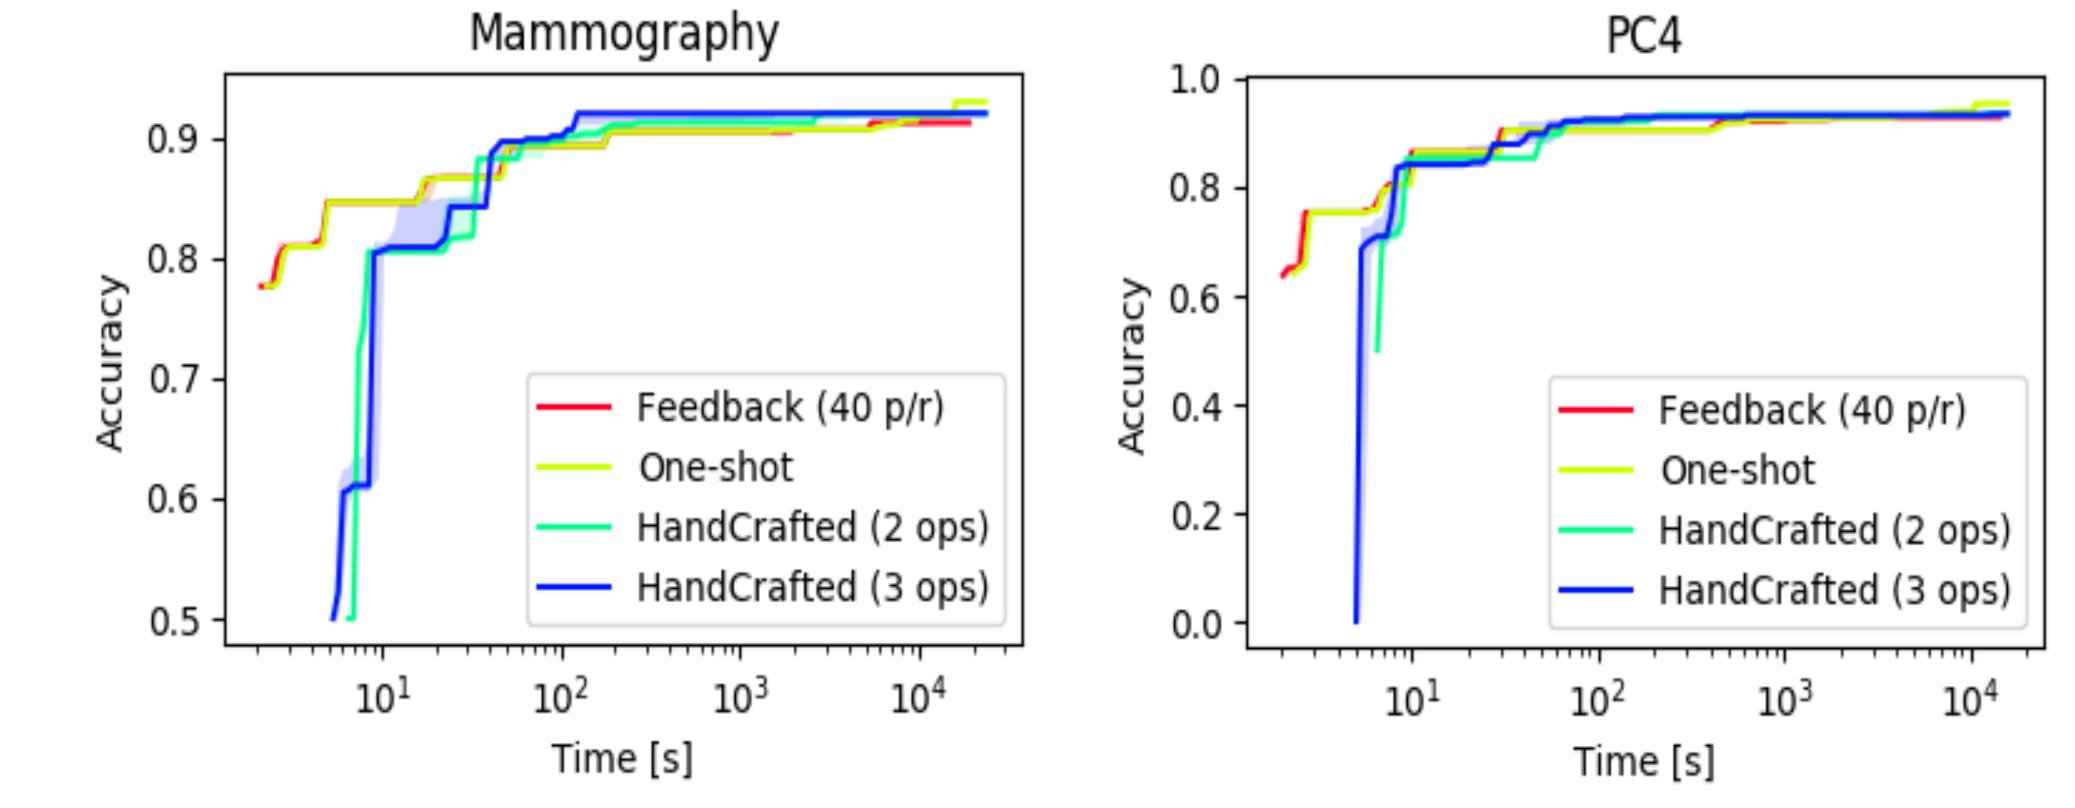 Mammography
Accuracy
0.9
0.8
0.7
0.6
0.5
Feedback (40 p/r)
One-shot
HandCrafted (2 ops)
HandCrafted (3 ops)
10¹ 10² 10³ 10⁴
Time [s]
PC4
Accuracy
1.0
0.8
0.6
0.4
0.2
0.0
Feedback (40 p/r)
One-shot
HandCrafted (2 ops)
HandCrafted (3 ops)
10¹ 10² 10³ 10⁴
Time [s]